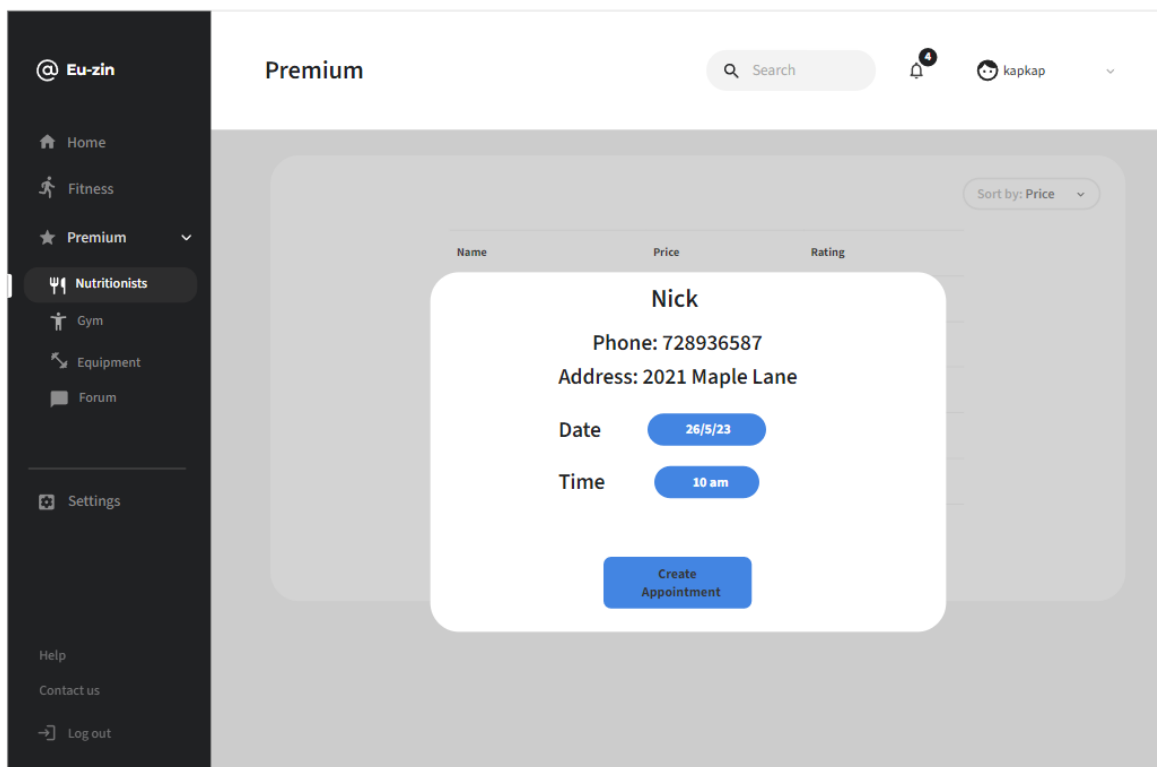 @ Eu-zin
Home
Fitness
Premium
Nutritionists
Gym
Equipment
Forum
Settings
Help
Contact us
Log out
Premium
Search
4
kapkap
Sort by: Price
Name Price Rating
Nick
Phone: 728936587
Address: 2021 Maple Lane
Date 26/5/23
Time 10 am
Create
Appointment